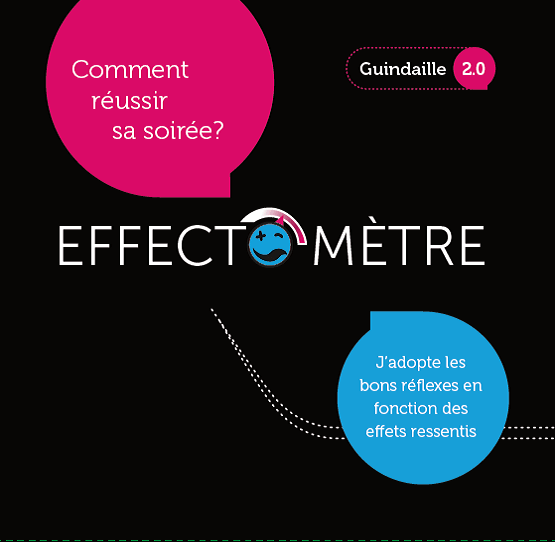 Comment
réussir
sa soirée?
Guindaille 2.0
EFFECTOMÈTRE
J'adopte les
bons réflexes en
fonction des
effets ressentis